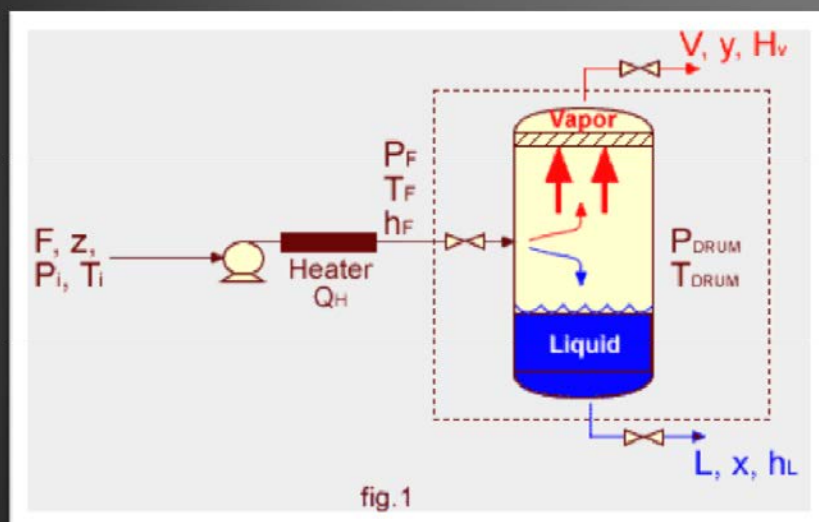 V, y, Hv
Vapor
PF
TF
hF
F, z,
Pi, Ti
Heater
QH
PDRUM
TDRUM
Liquid
L, x, hL
fig.1